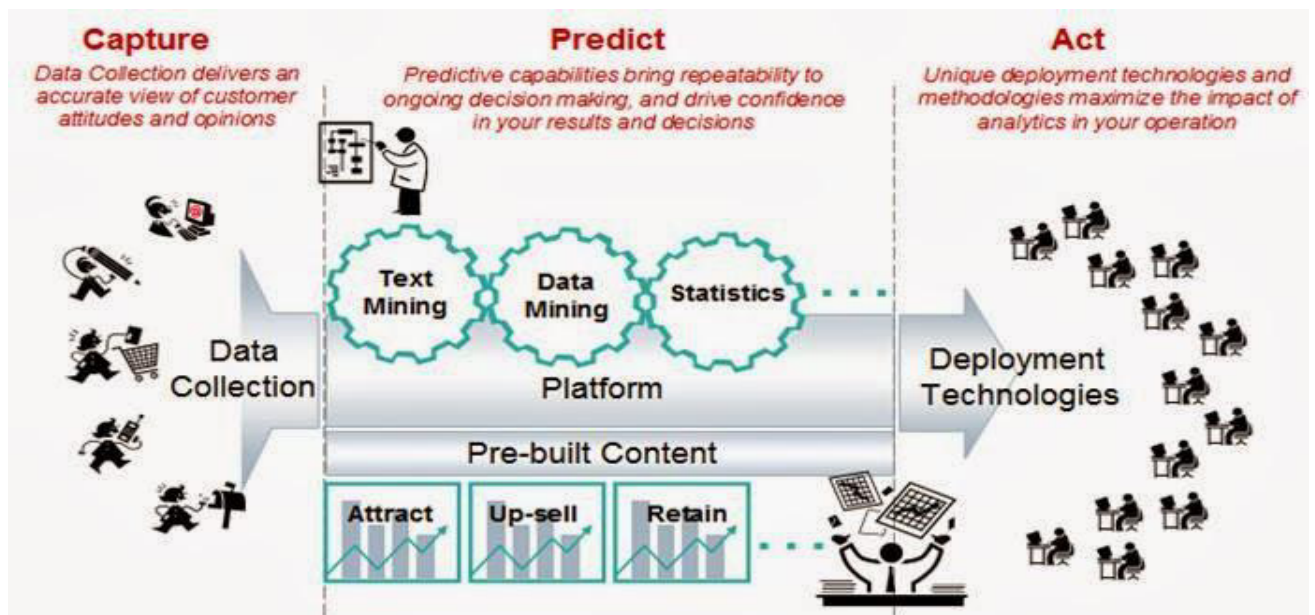 Capture
Data Collection delivers an
accurate view of customer
attitudes and opinions
Predict
Predictive capabilities bring repeatability to
ongoing decision making, and drive confidence
in your results and decisions
Act
Unique deployment technologies and
methodologies maximize the impact of
analytics in your operation
Data
Collection
Text
Mining
Data
Mining
Statistics
Platform
Pre-built Content
Attract
Up-sell
Retain
Deployment
Technologies